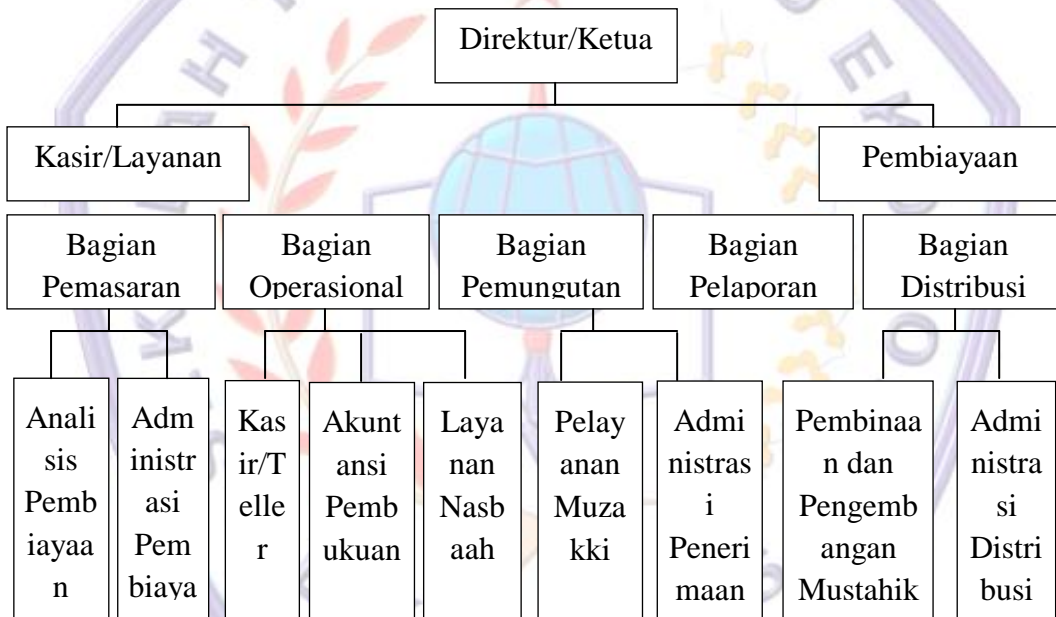 Direktur/Ketua
Kasir/Layanan
Pembiayaan
Bagian
Pemasaran
Bagian
Operasional
Bagian
Pemungutan
Bagian
Pelaporan
Bagian
Distribusi
Anali
sis
Pemb
iayaa
n
Adm
inistr
asi
Pem
biaya
Kas
ir/T
elle
r
Akunt
ansi
Pemb
ukuan
Laya
nan
Nasb
aah
Pelay
anan
Muza
kki
Admi
nistras
i
Peneri
maan
Pembinaa
n dan
Pengemb
angan
Mustahik
Admi
nistra
si
Distri
busi